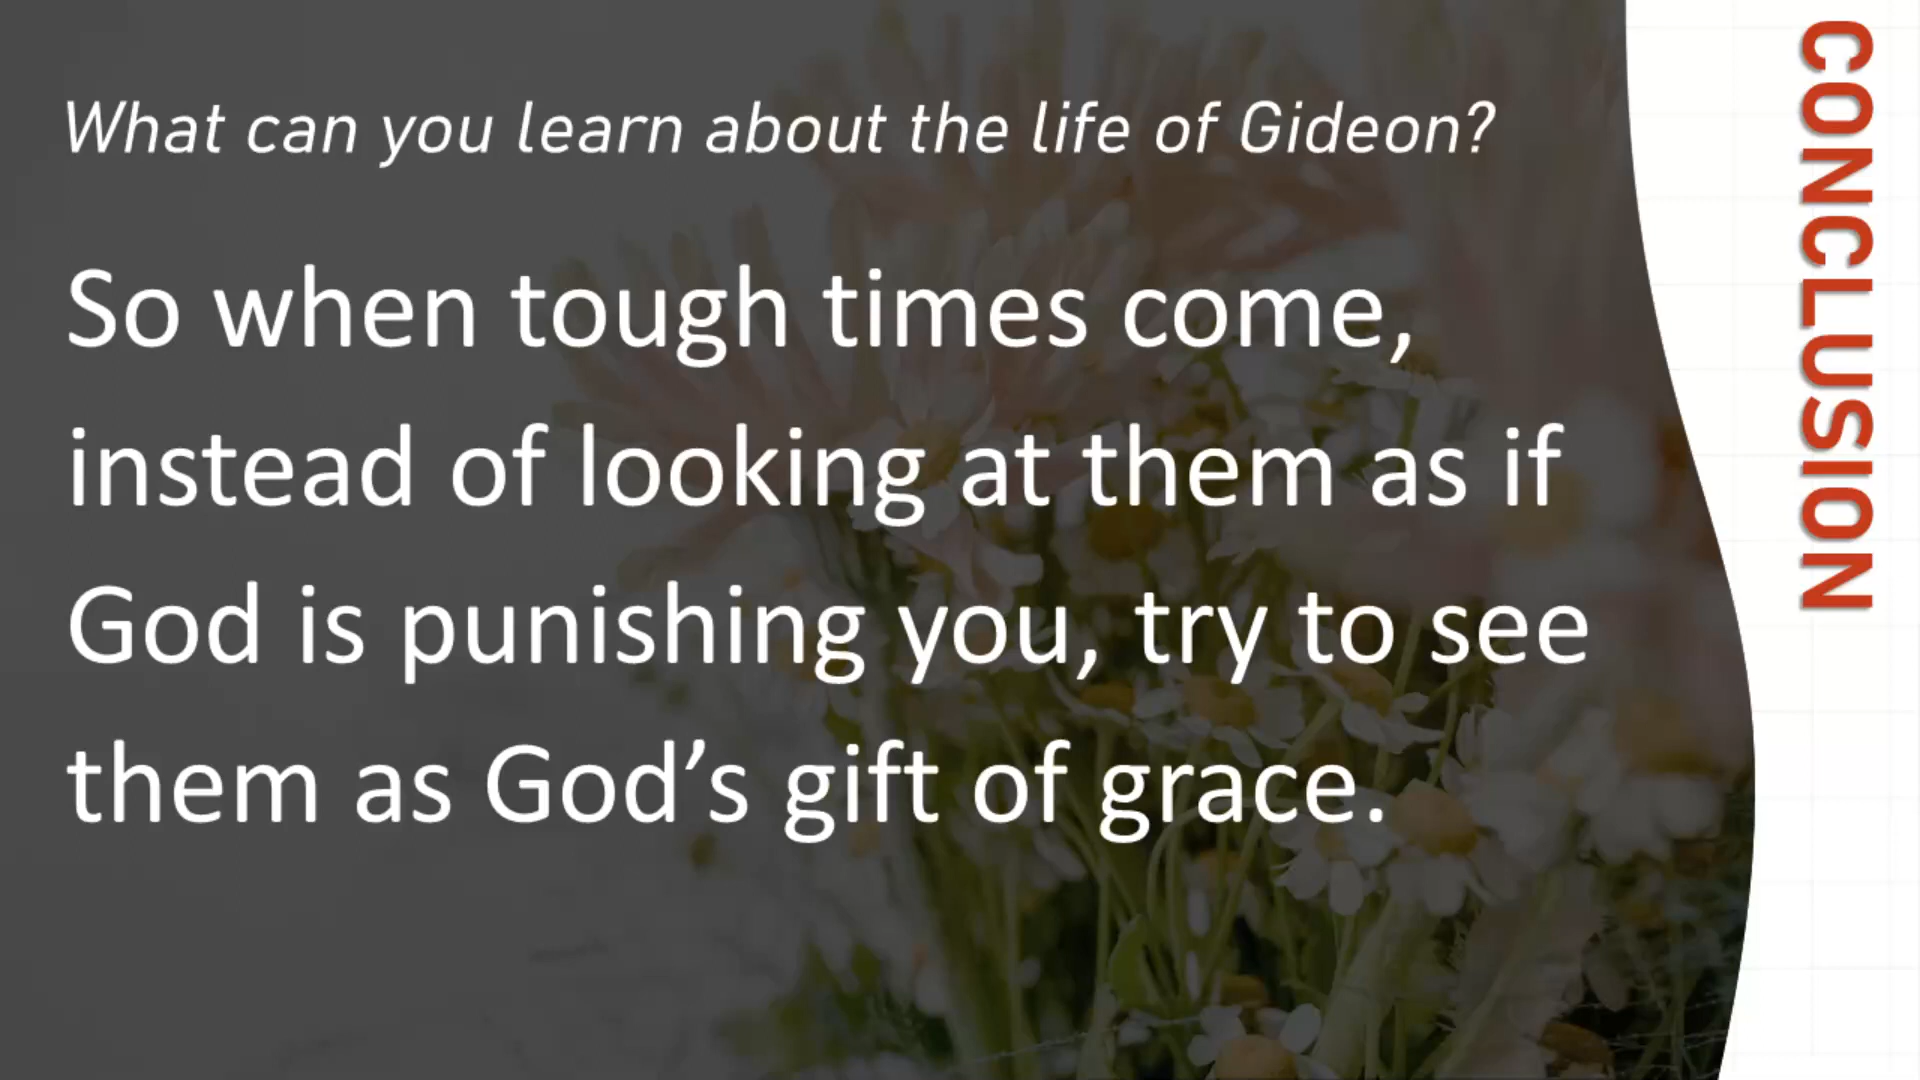 What can you learn about the life of Gideon?
So when tough times come,
instead of looking at them as if
God is punishing you, try to see
them as God’s gift of grace.
CONCLUSION